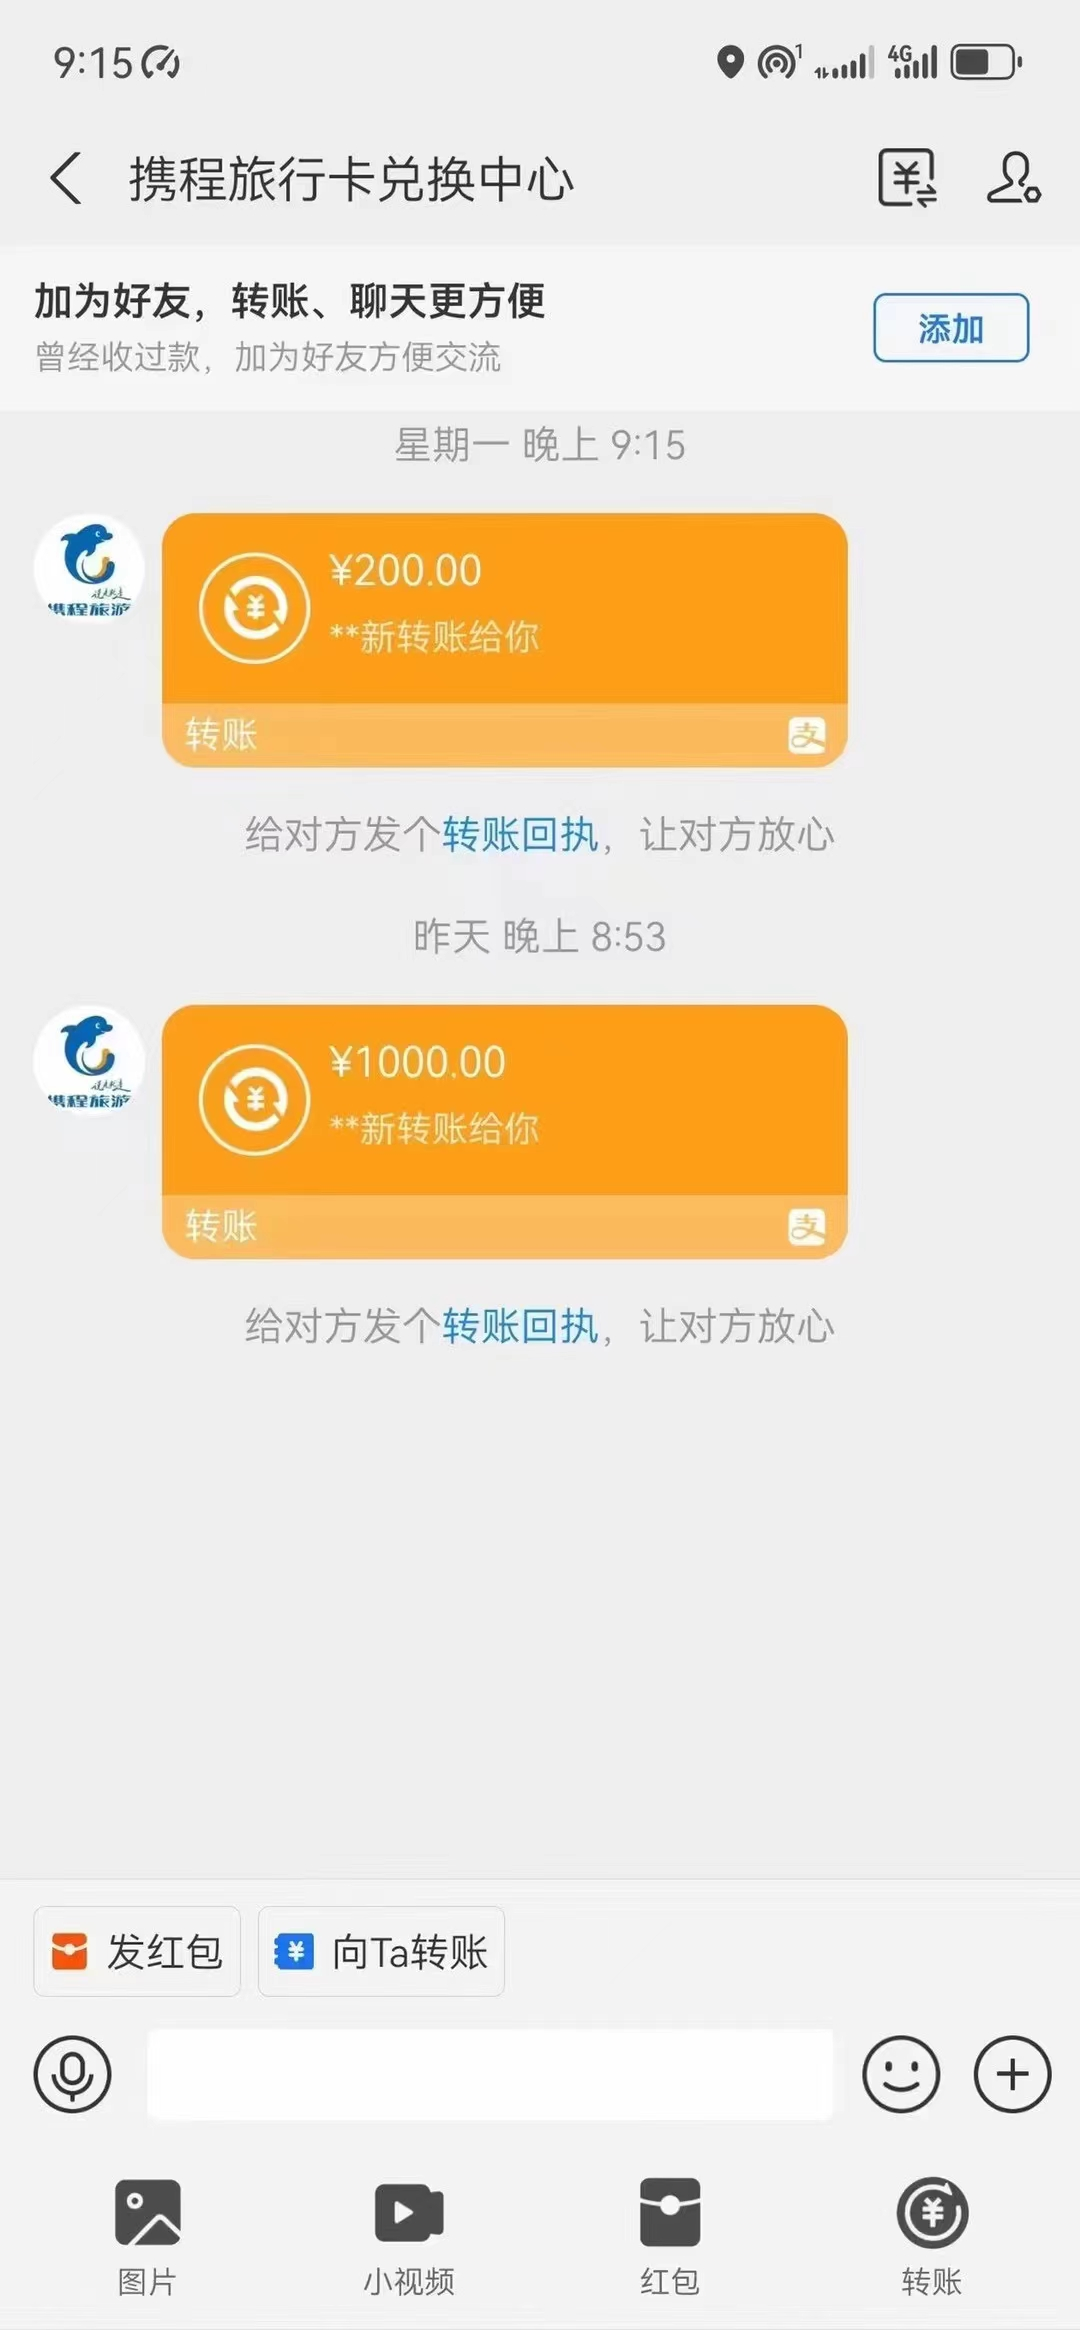 9:15
1
4G
携程旅行卡兑换中心
加为好友，转账、聊天更方便
曾经收过款，加为好友方便交流
添加
星期一 晚上 9:15
携程旅游
¥200.00
**新转账给你
转账
支
给对方发个转账回执，让对方放心
昨天 晚上 8:53
携程旅游
¥1000.00
**新转账给你
转账
支
给对方发个转账回执，让对方放心
发红包
向Ta转账
图片
小视频
红包
转账